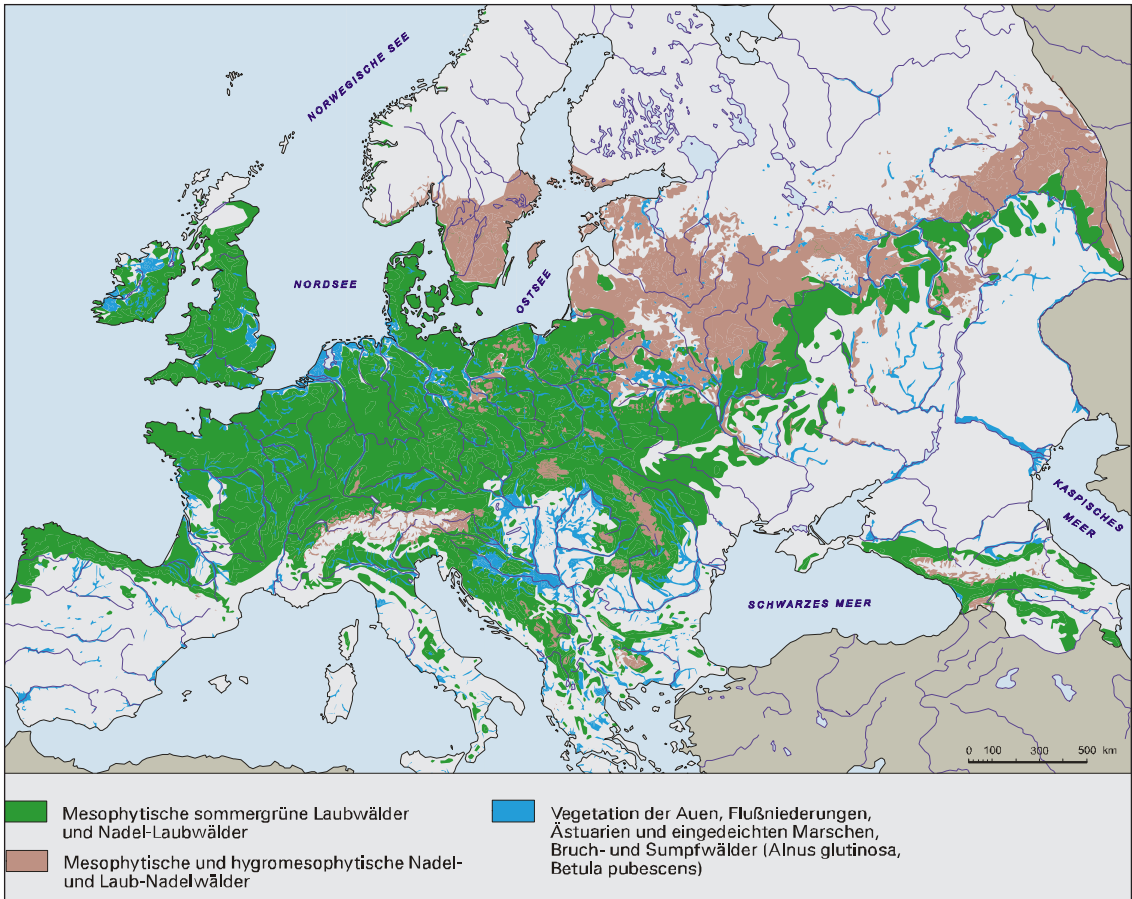 NORWEGISCHE SEE
NORDSEE
OSTSEE
KASPISCHES
MEER
SCHWARZES MEER
0 100 300 500 km
Mesophytische sommergrüne Laubwälder
und Nadel-Laubwälder
Mesophytische und hygromesophytische Nadel-
und Laub-Nadelwälder
Vegetation der Auen, Flußniederungen,
Ästuarien und eingedeichten Marschen,
Bruch- und Sumpfwälder (Alnus glutinosa,
Betula pubescens)